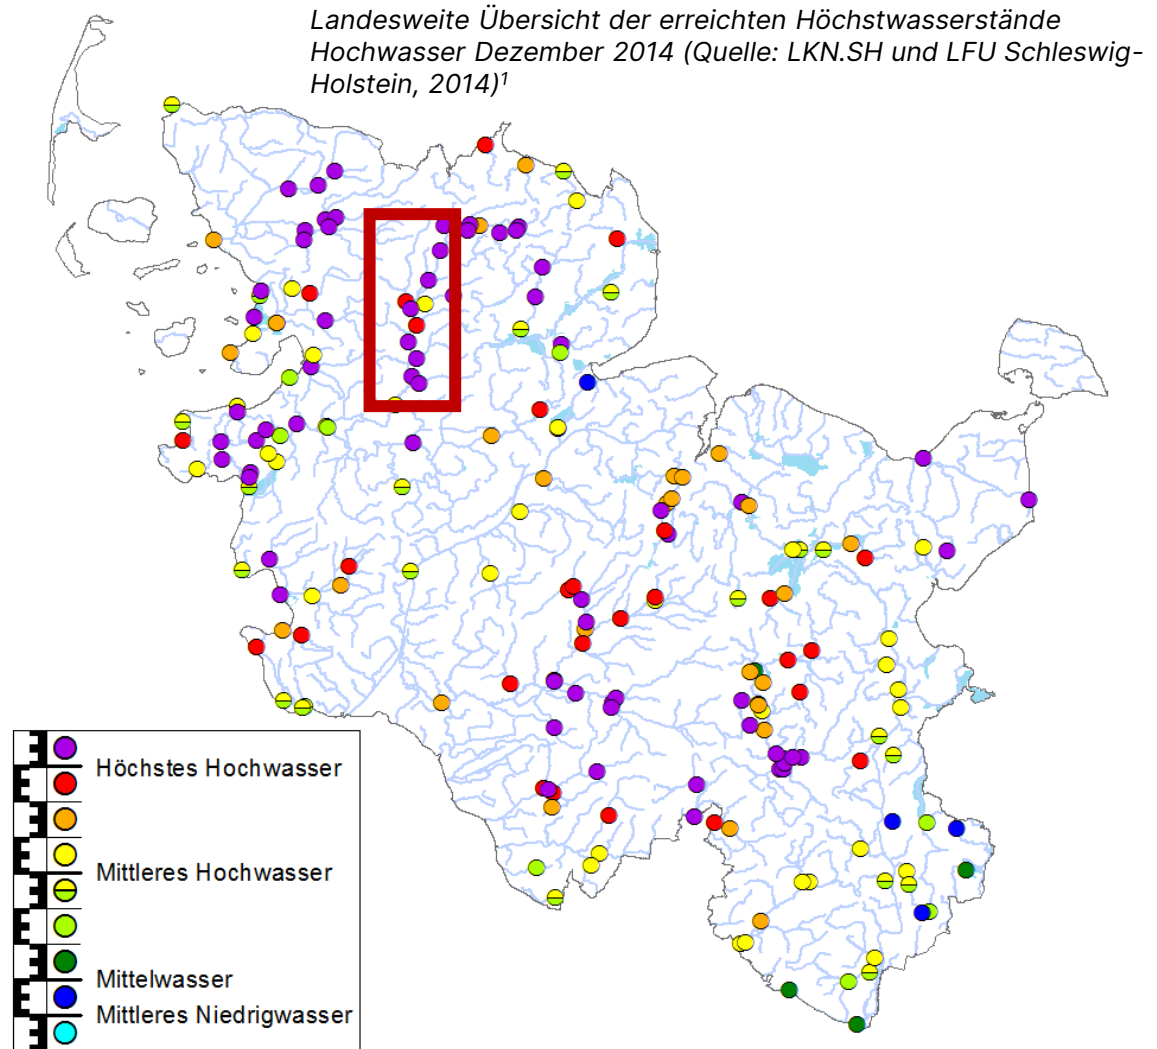 Landesweite Übersicht der erreichten Höchstwasserstände
Hochwasser Dezember 2014 (Quelle: LKN.SH und LFU Schleswig-
Holstein, 2014)¹
Höchstes Hochwasser
Mittleres Hochwasser
Mittelwasser
Mittleres Niedrigwasser